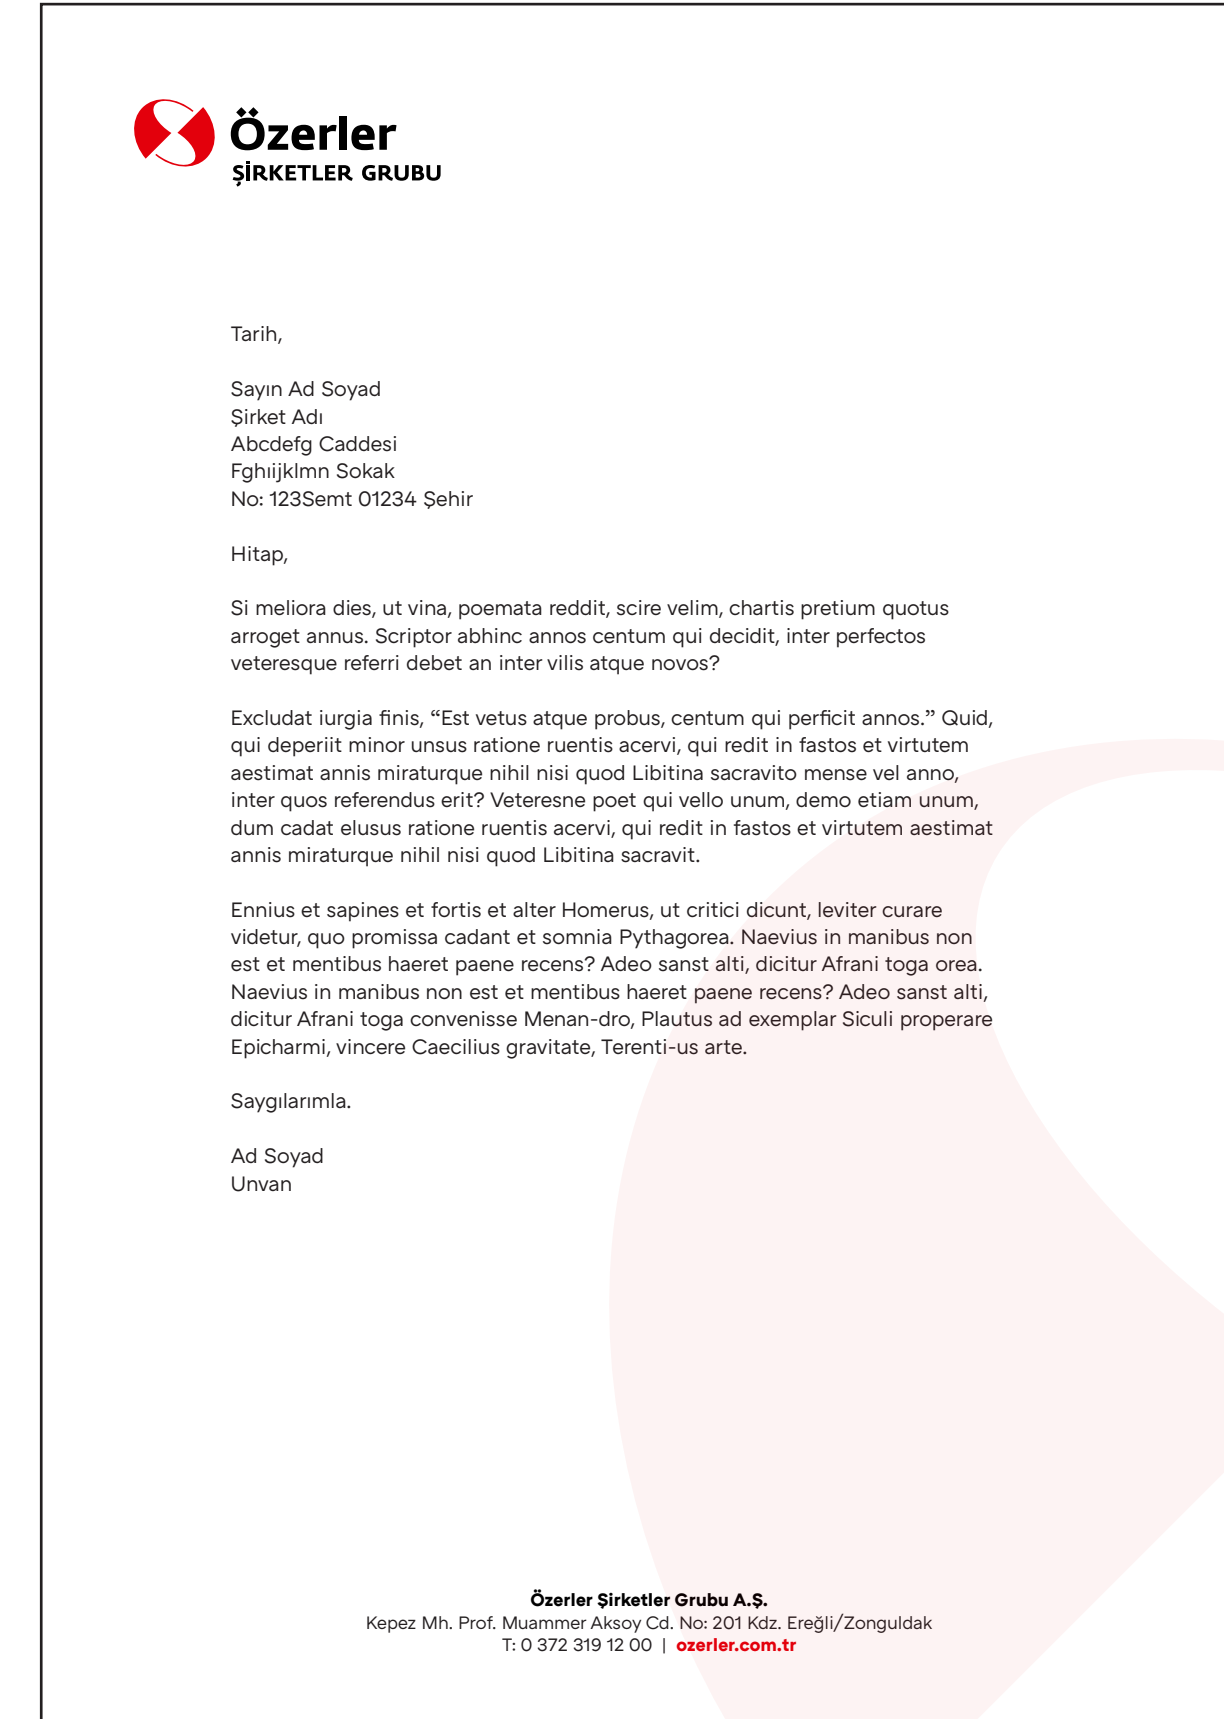 Özerler
ŞİRKETLER GRUBU
Tarih,
Sayın Ad Soyad
Şirket Adı
Abcdefg Caddesi
Fghıijklmn Sokak
No: 123Semt 01234 Şehir
Hitap,
Si meliora dies, ut vina, poemata reddit, scire velim, chartis pretium quotus
arroget annus. Scriptor abhinc annos centum qui decidit, inter perfectos
veteresque referri debet an inter vilis atque novos?
Excludat iurgia finis, “Est vetus atque probus, centum qui perficit annos.” Quid,
qui deperiit minor unsus ratione ruentis acervi, qui redit in fastos et virtutem
aestimat annis miraturque nihil nisi quod Libitina sacravito mense vel anno,
inter quos referendus erit? Veteresne poet qui vello unum, demo etiam unum,
dum cadat elusus ratione ruentis acervi, qui redit in fastos et virtutem aestimat
annis miraturque nihil nisi quod Libitina sacravit.
Ennius et sapines et fortis et alter Homerus, ut critici dicunt, leviter curare
videtur, quo promissa cadant et somnia Pythagorea. Naevius in manibus non
est et mentibus haeret paene recens? Adeo sanst alti, dicitur Afrani toga orea.
Naevius in manibus non est et mentibus haeret paene recens? Adeo sanst alti,
dicitur Afrani toga convenisse Menan-dro, Plautus ad exemplar Siculi properare
Epicharmi, vincere Caecilius gravitate, Terenti-us arte.
Saygılarımla.
Ad Soyad
Unvan
Özerler Şirketler Grubu A.Ş.
Kepez Mh. Prof. Muammer Aksoy Cd. No: 201 Kdz. Ereğli/Zonguldak
T: 0 372 319 12 00 | ozerler.com.tr